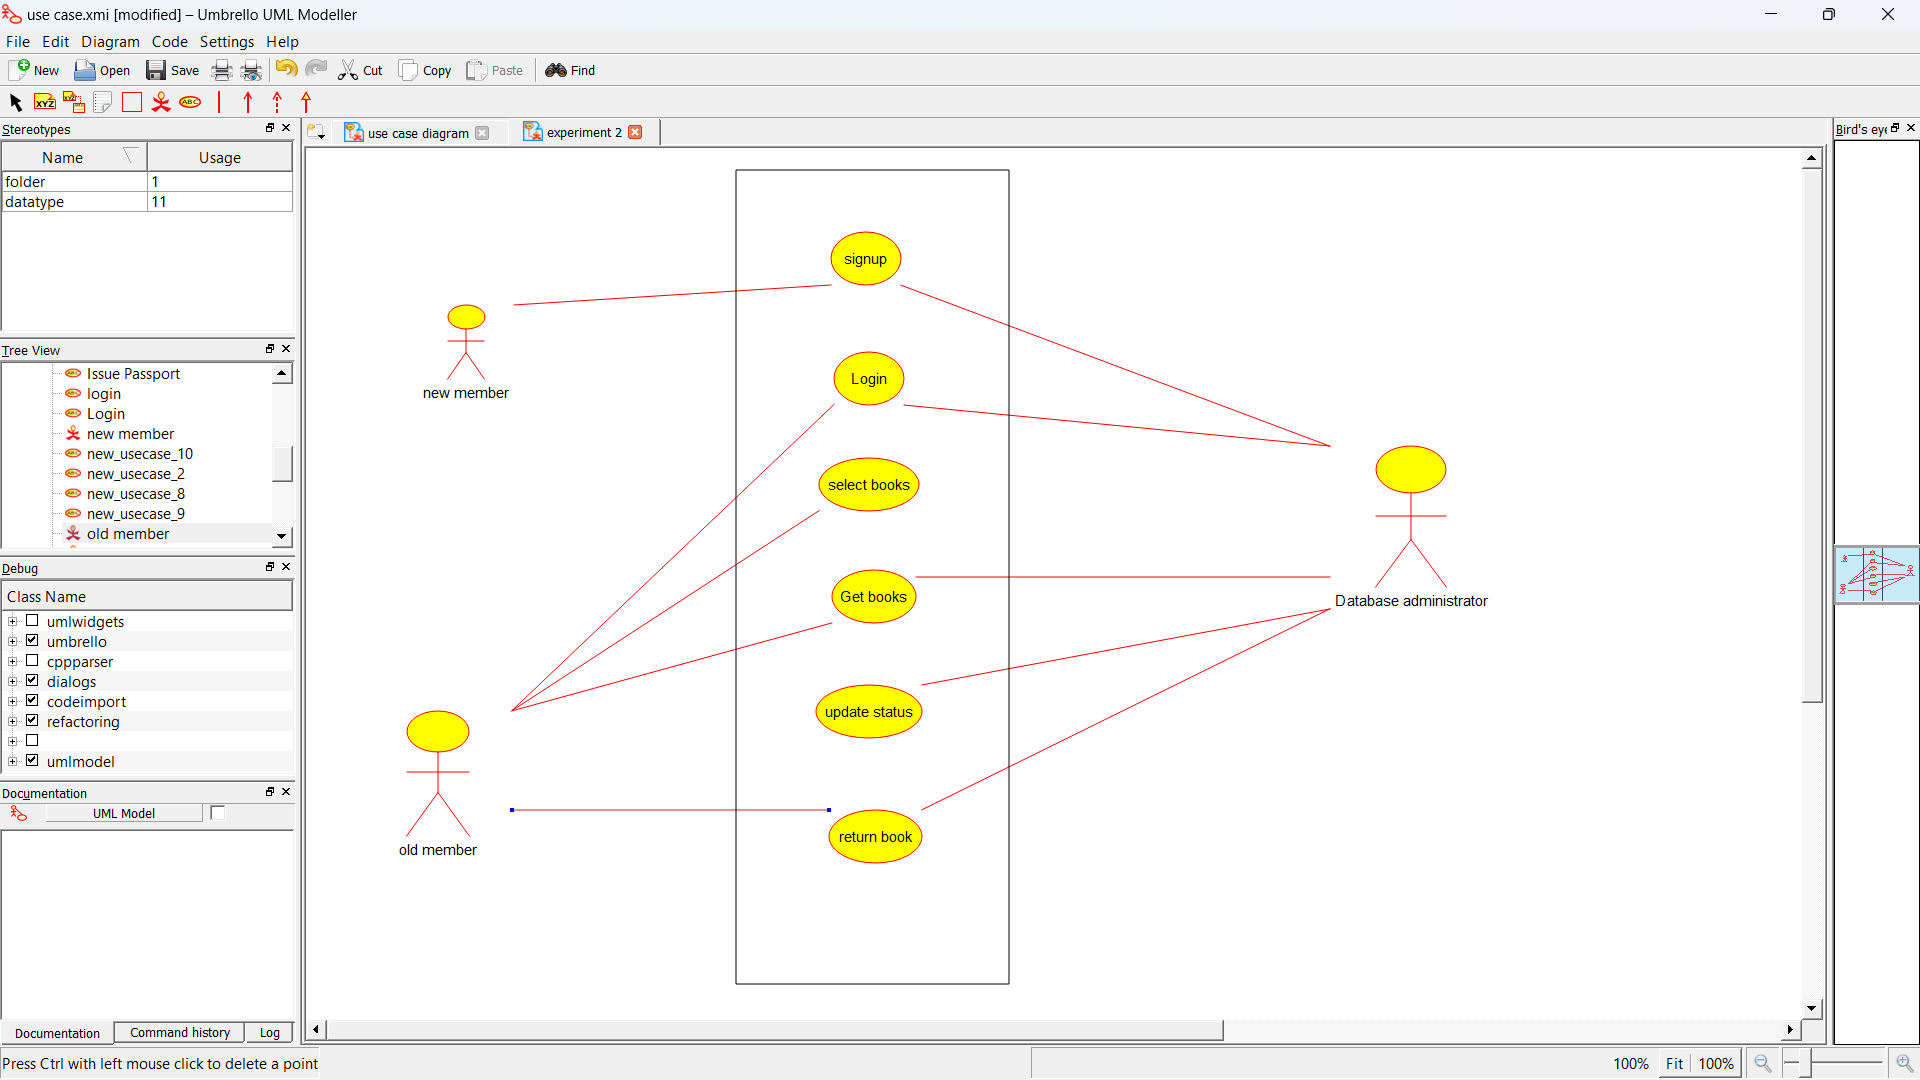 use case.xmi [modified] – Umbrello UML Modeller
File Edit Diagram Code Settings Help
New Open Save Cut Copy Paste Find
XYZ XYZ ABC
Stereotypes
Name Usage
folder 1
datatype 11
Tree View
Issue Passport
login
Login
new member
new_usecase_10
new_usecase_2
new_usecase_8
new_usecase_9
old member
Debug
Class Name
umlwidgets
umbrello
cppparser
dialogs
codeimport
refactoring
umlmodel
Documentation
UML Model
Documentation Command history Log
use case diagram experiment 2
signup
new member
Login
select books
Get books
Database administrator
update status
return book
old member
Bird's eye
Press Ctrl with left mouse click to delete a point
100% Fit 100%